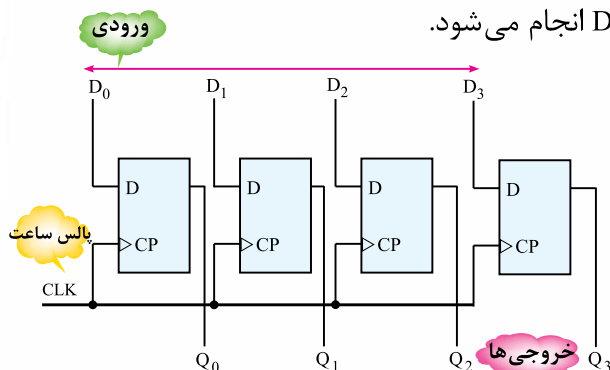 D انجام می‌شود.
ورودی
D₀ D₁ D₂ D₃
D D D D
پالس ساعت
CP CP CP CP
CLK
خروجی‌ها
Q₀ Q₁ Q₂ Q₃